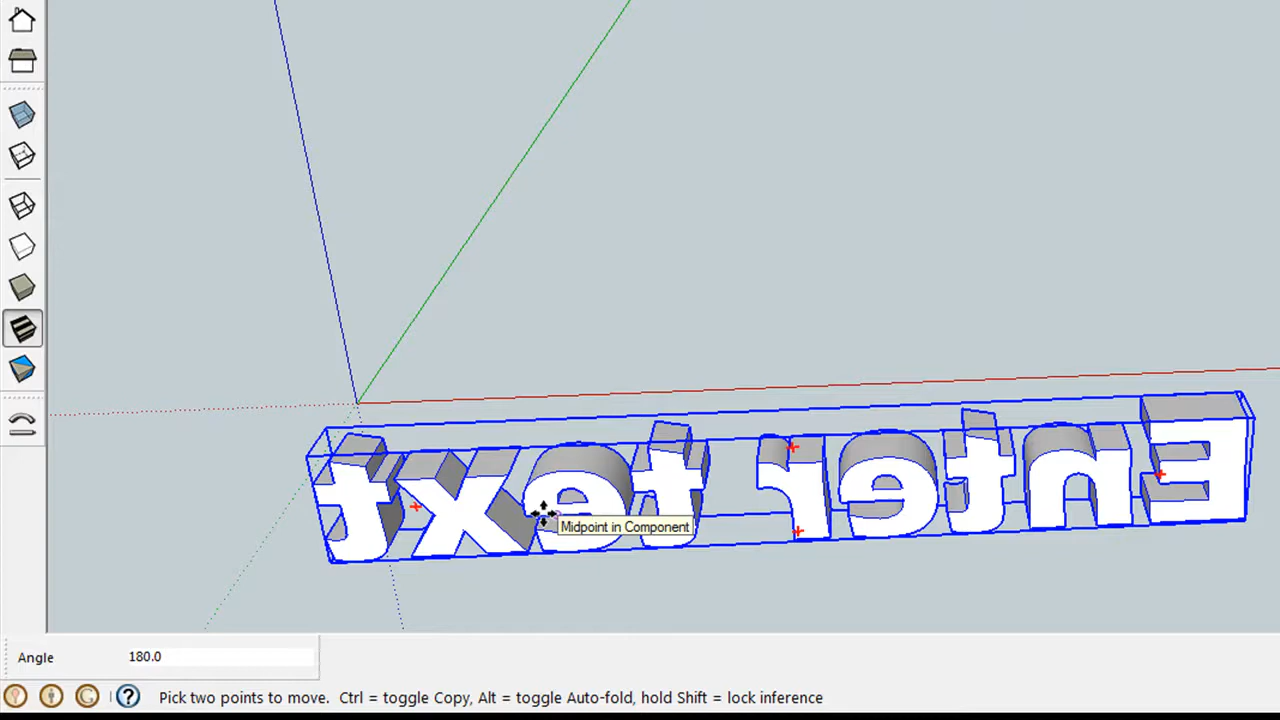 Enter text
Midpoint in Component
Angle 180.0
Pick two points to move. Ctrl = toggle Copy, Alt = toggle Auto-fold, hold Shift = lock inference